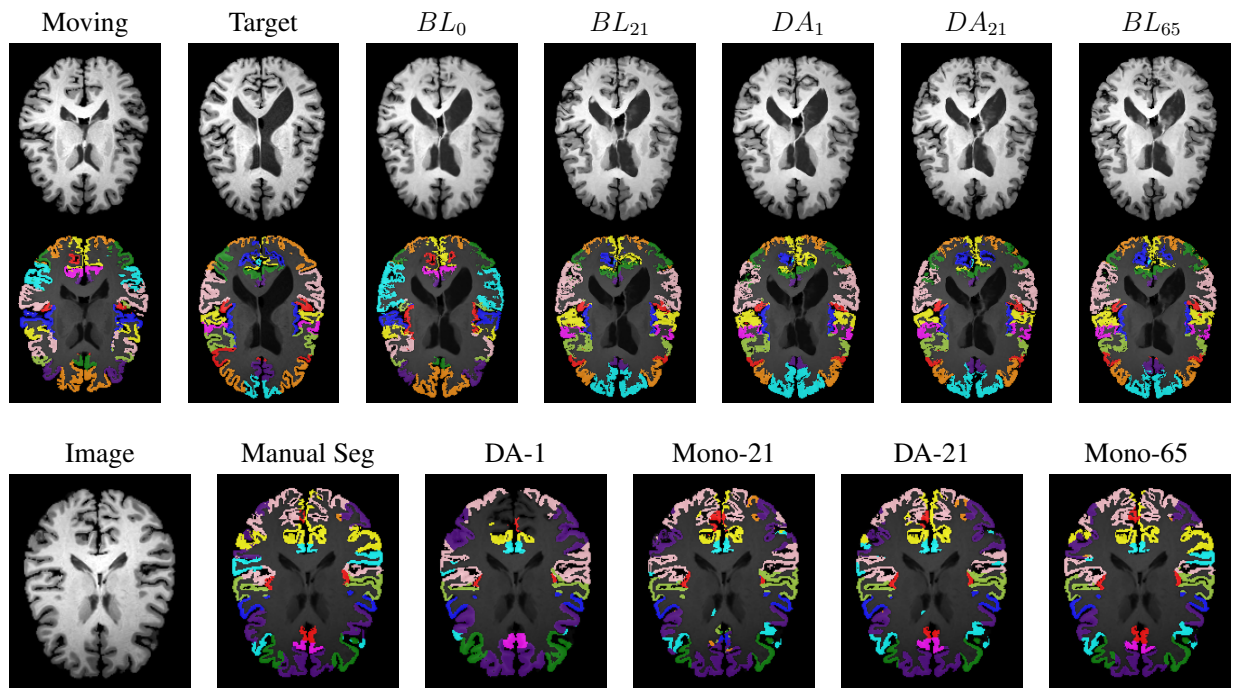 Moving Target BL₀ BL₂₁ DA₁ DA₂₁ BL₆₅
Image Manual Seg DA-1 Mono-21 DA-21 Mono-65